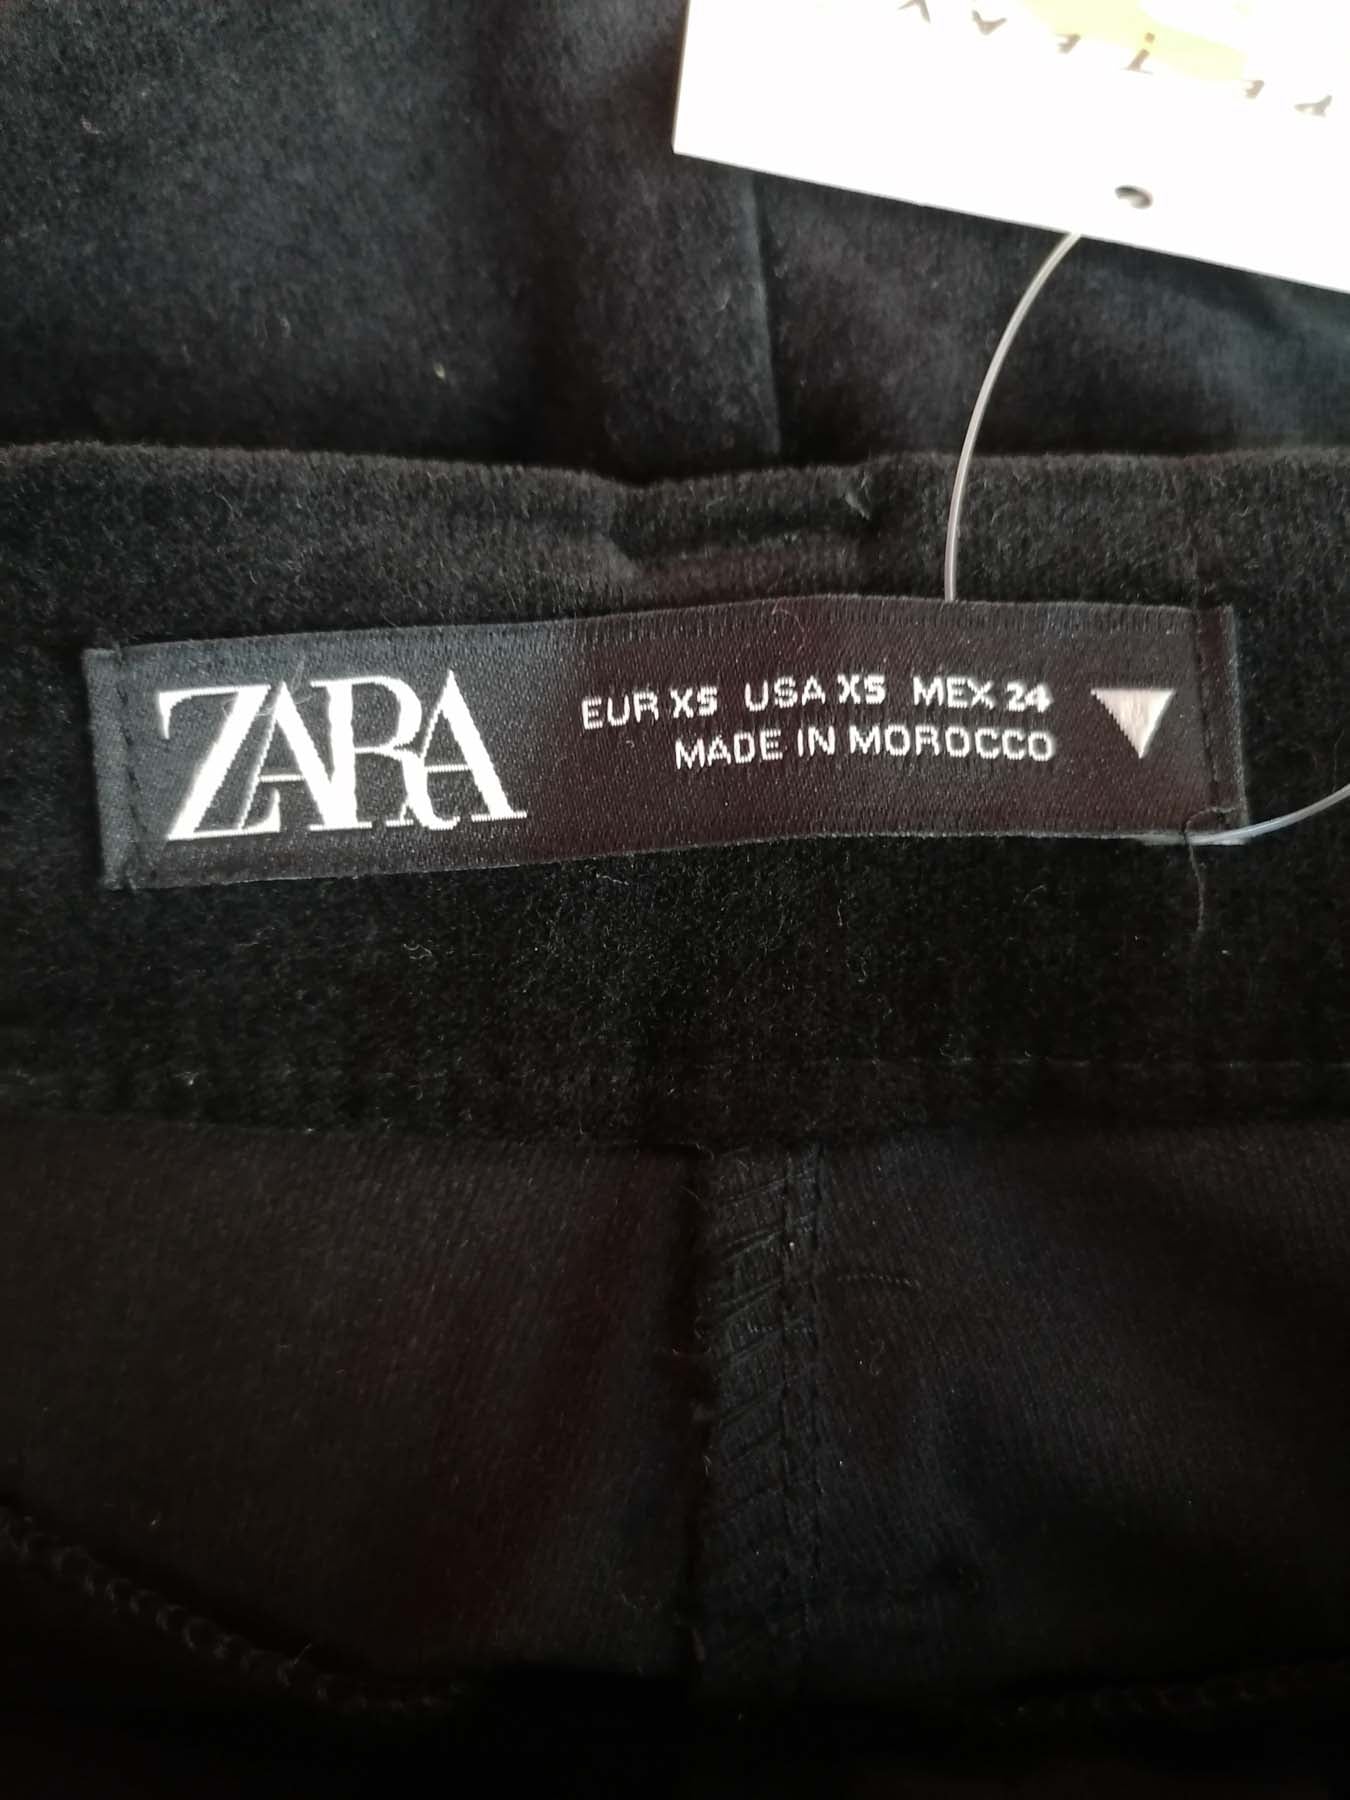 ZARA
EUR XS USA XS MEX 24
MADE IN MOROCCO